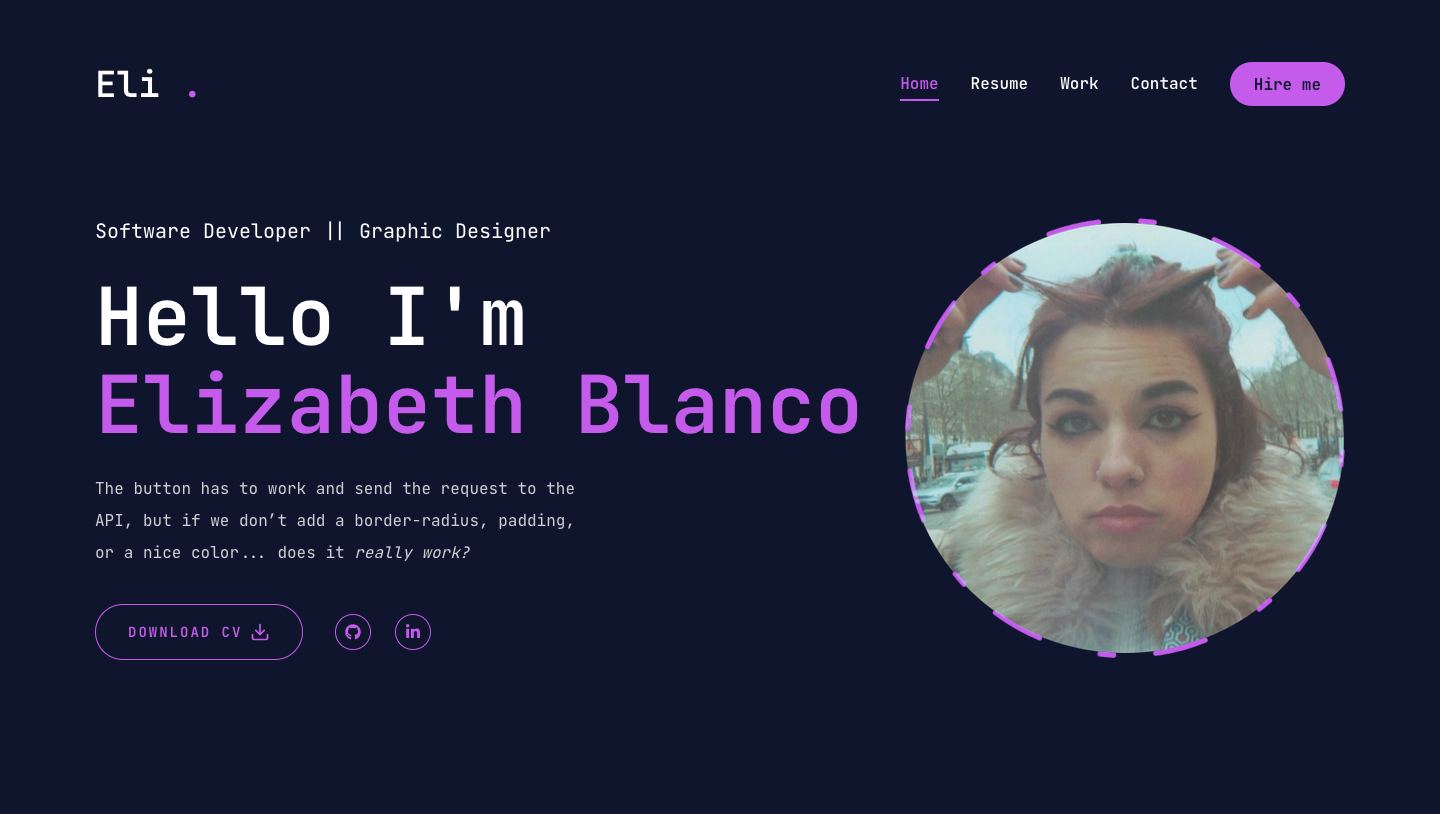 Eli .
Home Resume Work Contact Hire me
Software Developer || Graphic Designer
Hello I'm
Elizabeth Blanco
The button has to work and send the request to the
API, but if we don’t add a border-radius, padding,
or a nice color... does it really work?
DOWNLOAD CV
in